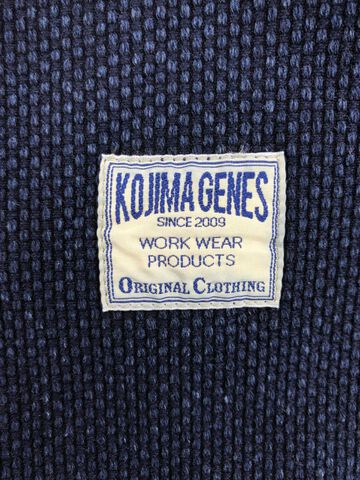 KOJIMA GENES
SINCE 2009
WORK WEAR
PRODUCTS
ORIGINAL CLOTHING